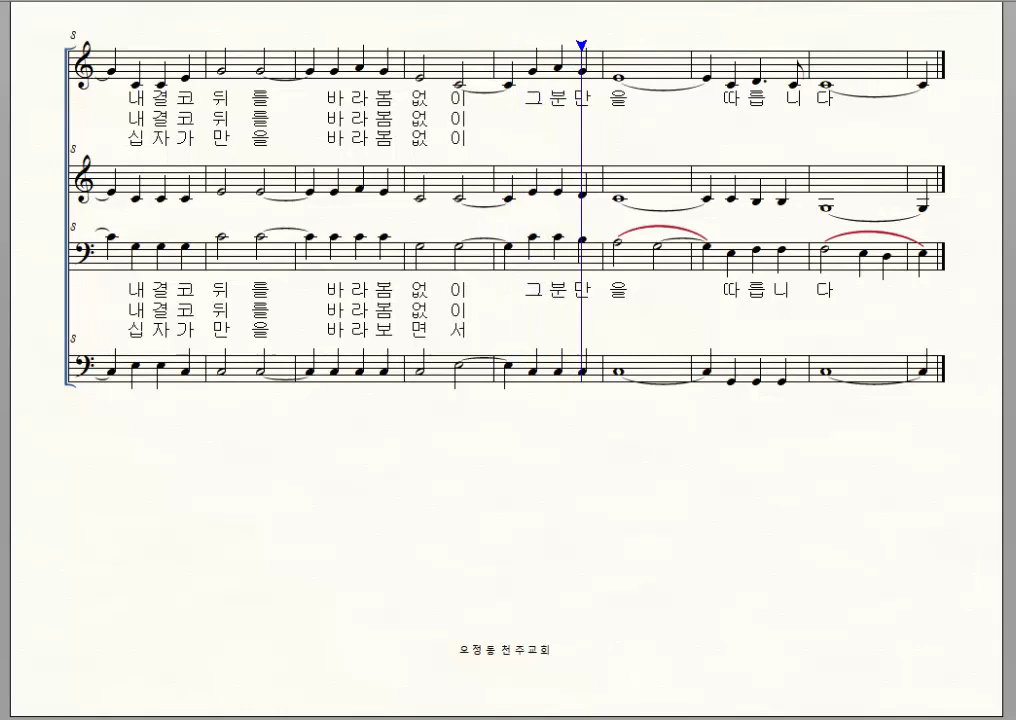 S
내 결 코 뒤 를 바 라 봄 없 이 그 분 만 을 따 릅 니 다
내 결 코 뒤 를 바 라 봄 없 이
십 자 가 만 을 바 라 봄 없 이
S
S
내 결 코 뒤 를 바 라 봄 없 이 그 분 만 을 따 릅 니 다
내 결 코 뒤 를 바 라 봄 없 이
십 자 가 만 을 바 라 보 면 서
S
오정동 천주교회